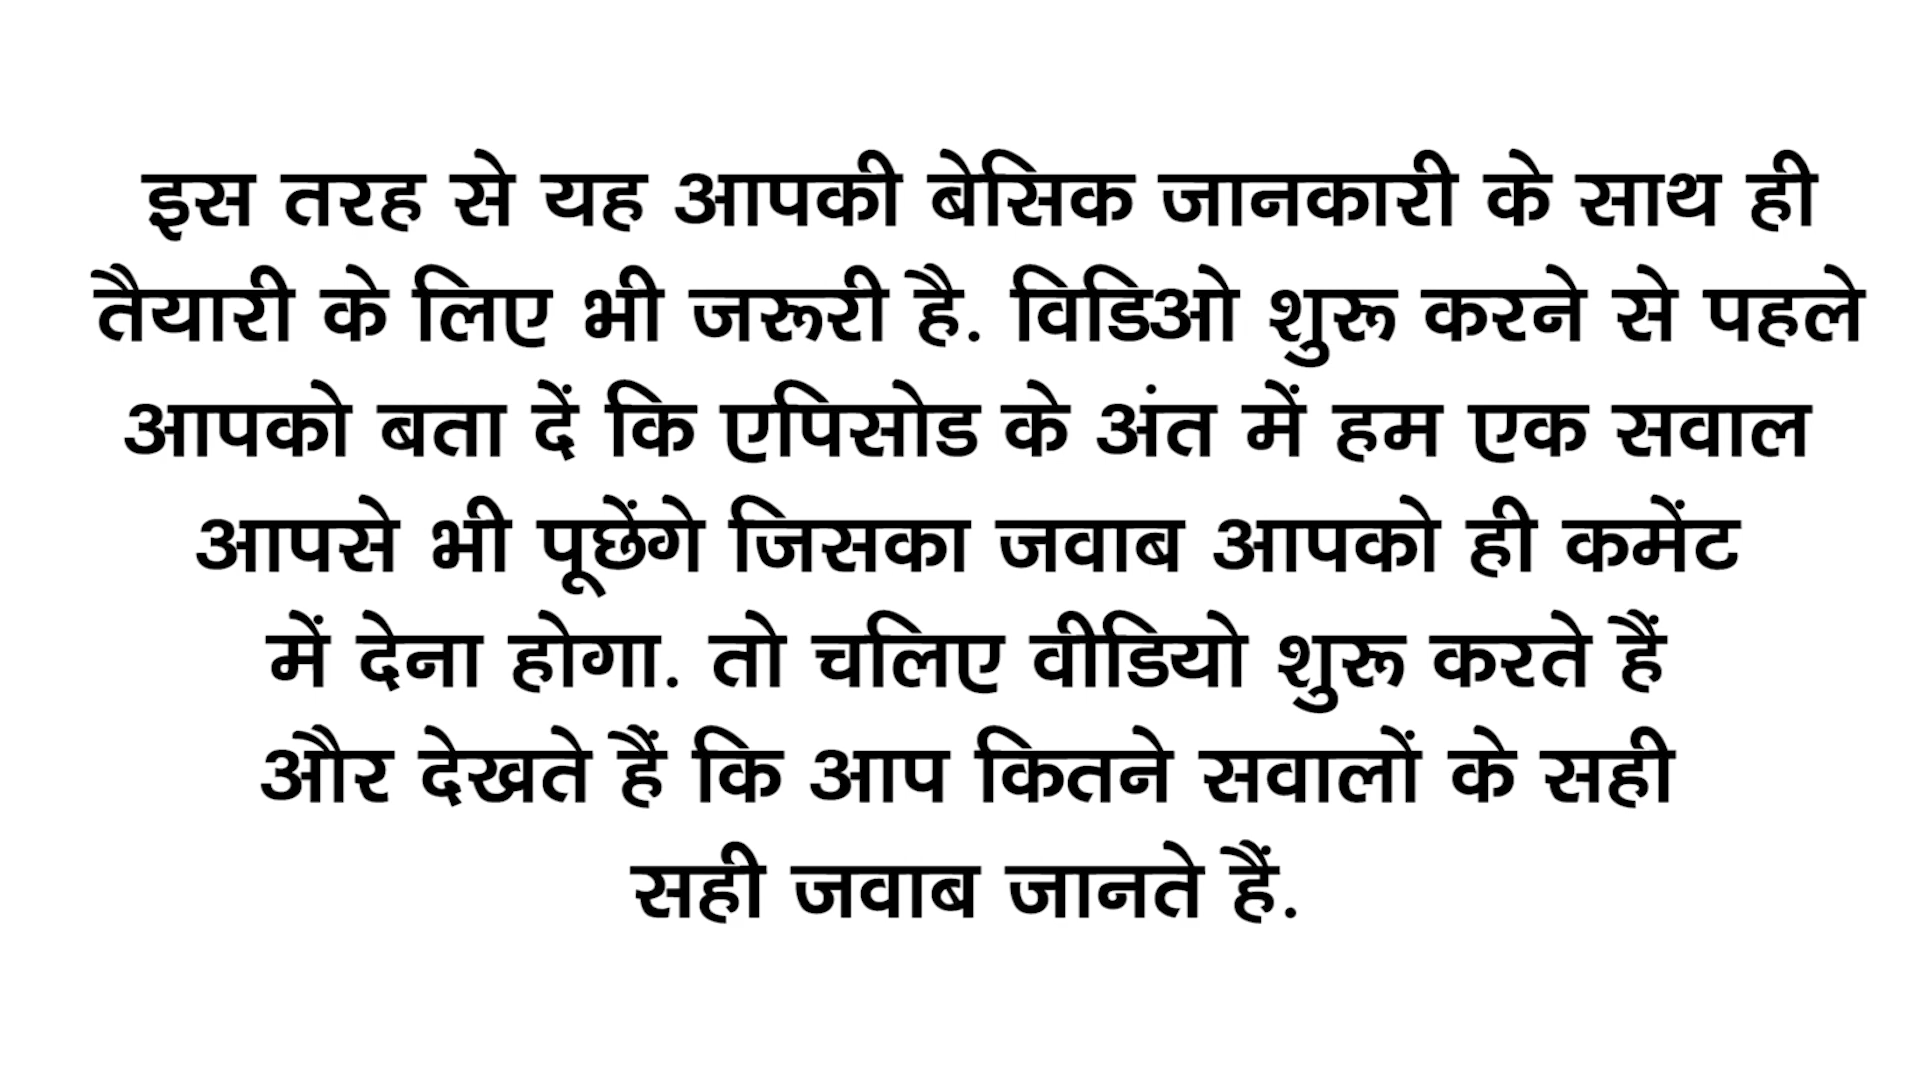 इस तरह से यह आपकी बेसिक जानकारी के साथ ही
तैयारी के लिए भी जरूरी है. विडिओ शुरू करने से पहले
आपको बता दें कि एपिसोड के अंत में हम एक सवाल
आपसे भी पूछेंगे जिसका जवाब आपको ही कमेंट
में देना होगा. तो चलिए वीडियो शुरू करते हैं
और देखते हैं कि आप कितने सवालों के सही
सही जवाब जानते हैं.